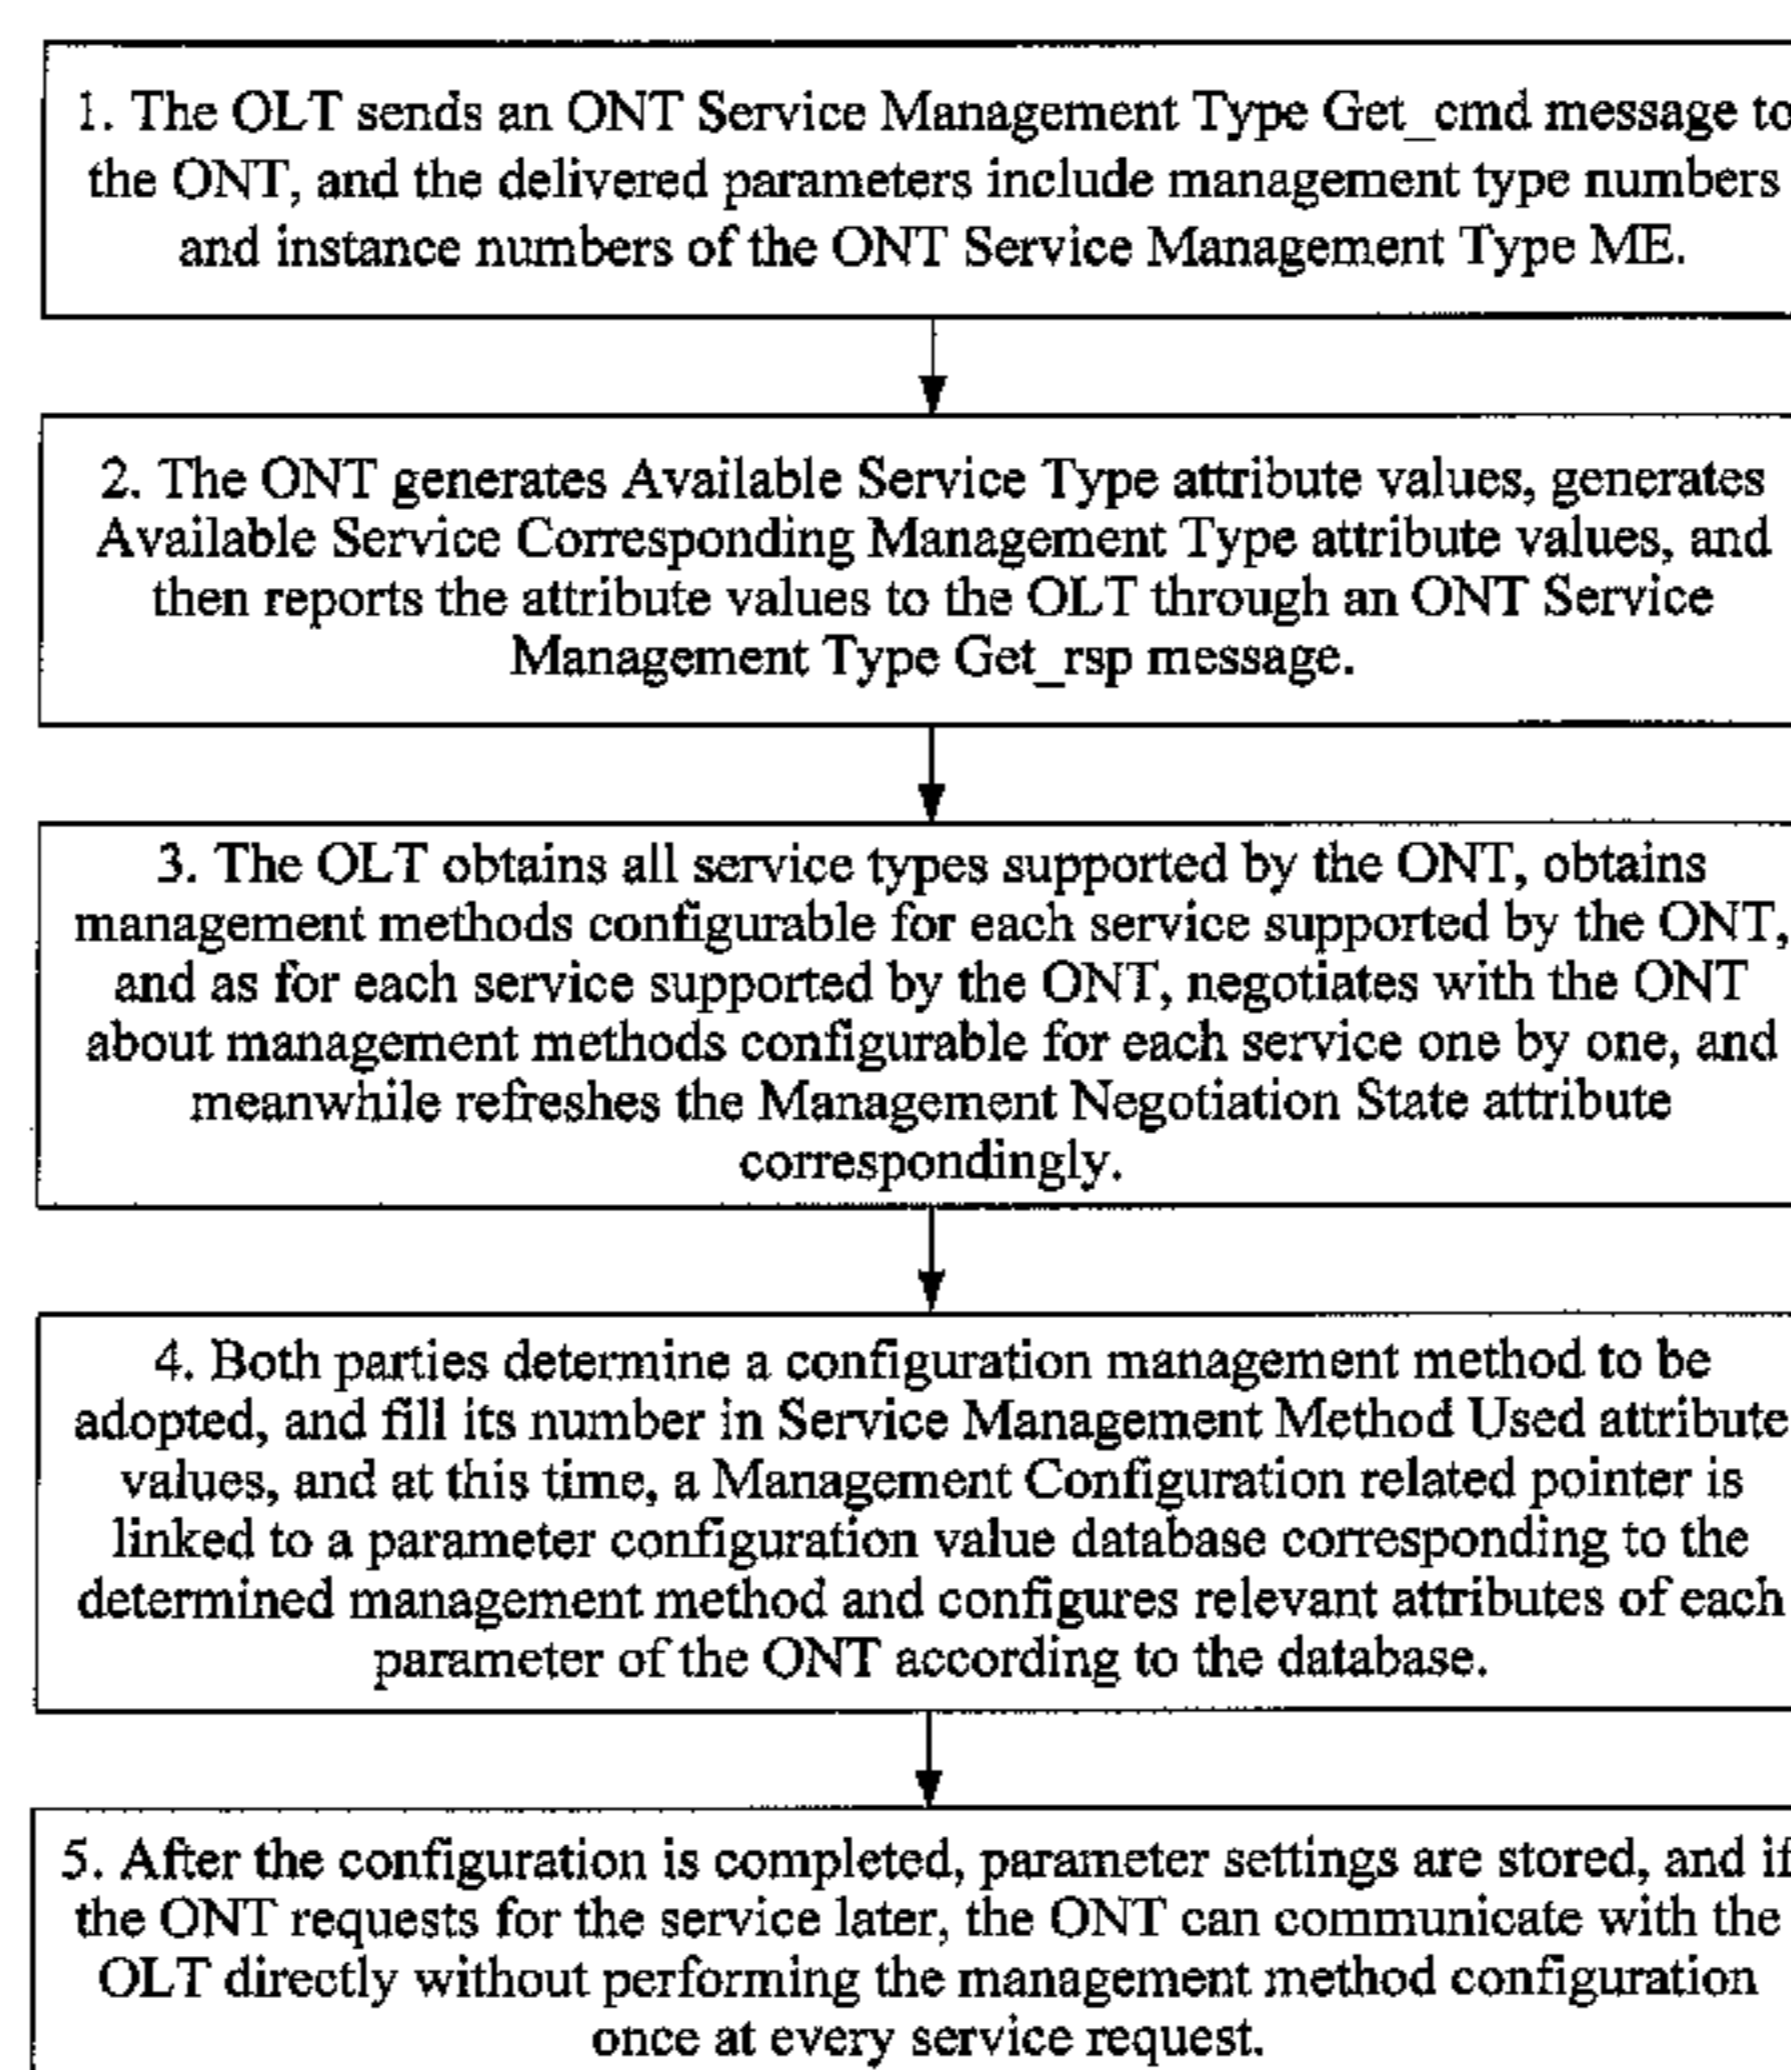 1. The OLT sends an ONT Service Management Type Get_cmd message to
the ONT, and the delivered parameters include management type numbers
and instance numbers of the ONT Service Management Type ME.
2. The ONT generates Available Service Type attribute values, generates
Available Service Corresponding Management Type attribute values, and
then reports the attribute values to the OLT through an ONT Service
Management Type Get_rsp message.
3. The OLT obtains all service types supported by the ONT, obtains
management methods configurable for each service supported by the ONT,
and as for each service supported by the ONT, negotiates with the ONT
about management methods configurable for each service one by one, and
meanwhile refreshes the Management Negotiation State attribute
correspondingly.
4. Both parties determine a configuration management method to be
adopted, and fill its number in Service Management Method Used attribute
values, and at this time, a Management Configuration related pointer is
linked to a parameter configuration value database corresponding to the
determined management method and configures relevant attributes of each
parameter of the ONT according to the database.
5. After the configuration is completed, parameter settings are stored, and if
the ONT requests for the service later, the ONT can communicate with the
OLT directly without performing the management method configuration
once at every service request.